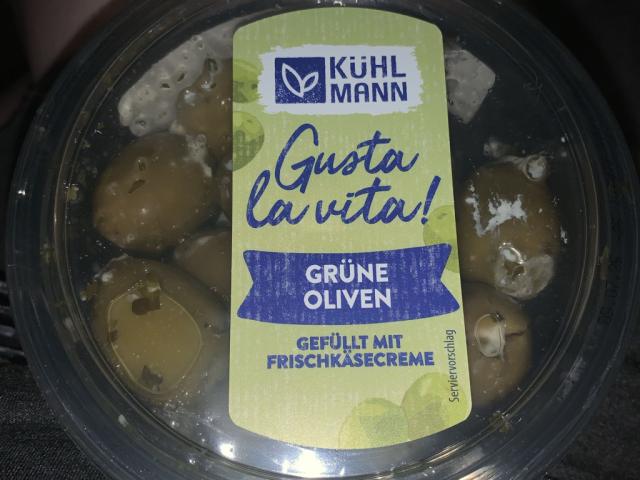 KÜHL
MANN
Gusta
la vita!
GRÜNE
OLIVEN
GEFÜLLT MIT
FRISCHKÄSECREME
Serviervorschlag